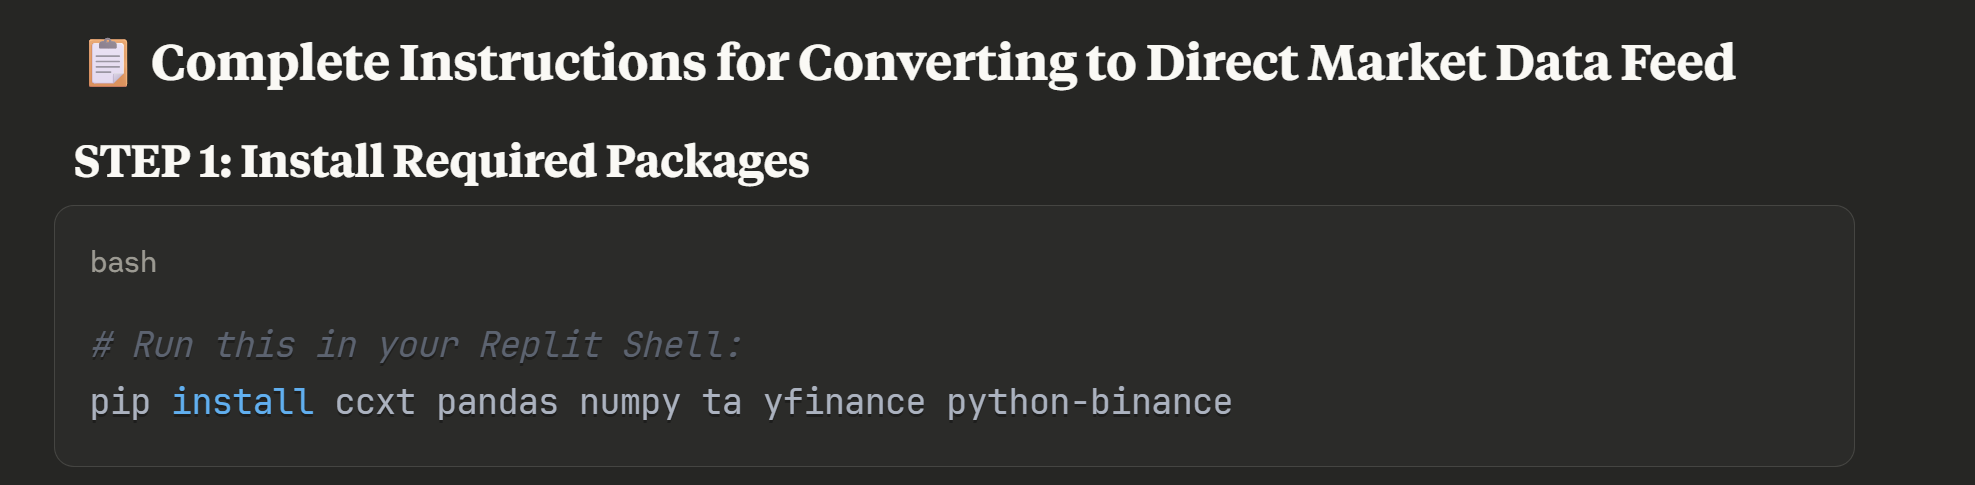 📋 Complete Instructions for Converting to Direct Market Data Feed
STEP 1: Install Required Packages
bash
# Run this in your Replit Shell:
pip install ccxt pandas numpy ta yfinance python-binance